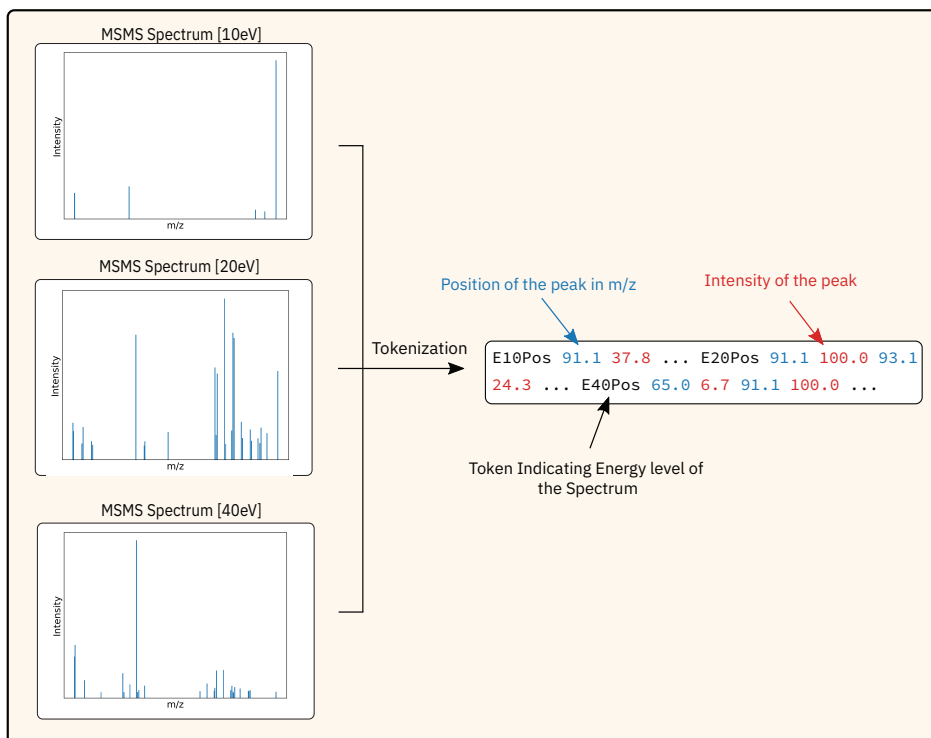 MSMS Spectrum [10eV]
Intensity
m/z
MSMS Spectrum [20eV]
Intensity
m/z
MSMS Spectrum [40eV]
Intensity
m/z
Tokenization
Position of the peak in m/z
Intensity of the peak
E10Pos 91.1 37.8 ... E20Pos 91.1 100.0 93.1
24.3 ... E40Pos 65.0 6.7 91.1 100.0 ...
Token Indicating Energy level of
the Spectrum